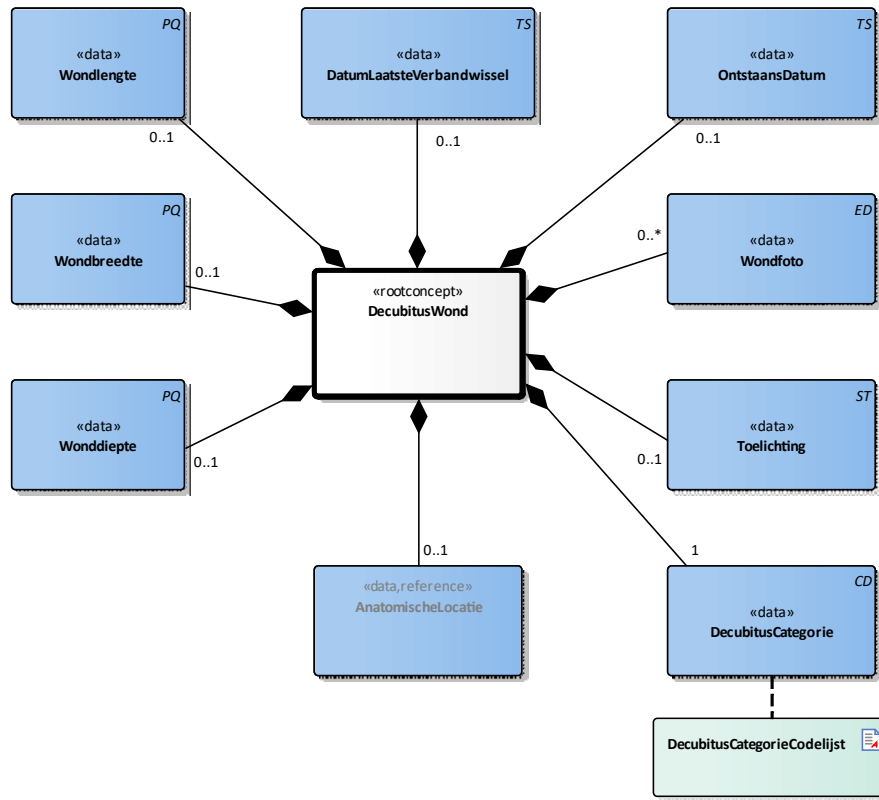 PQ
«data»
Wondlengte
0..1
TS
«data»
DatumLaatsteVerbandwissel
0..1
TS
«data»
OntstaansDatum
0..1
PQ
«data»
Wondbreedte
0..1
ED
«data»
Wondfoto
0..*
«rootconcept»
DecubitusWond
PQ
«data»
Wonddiepte
0..1
ST
«data»
Toelichting
0..1
0..1
«data,reference»
AnatomischeLocatie
1
CD
«data»
DecubitusCategorie
DecubitusCategorieCodelijst